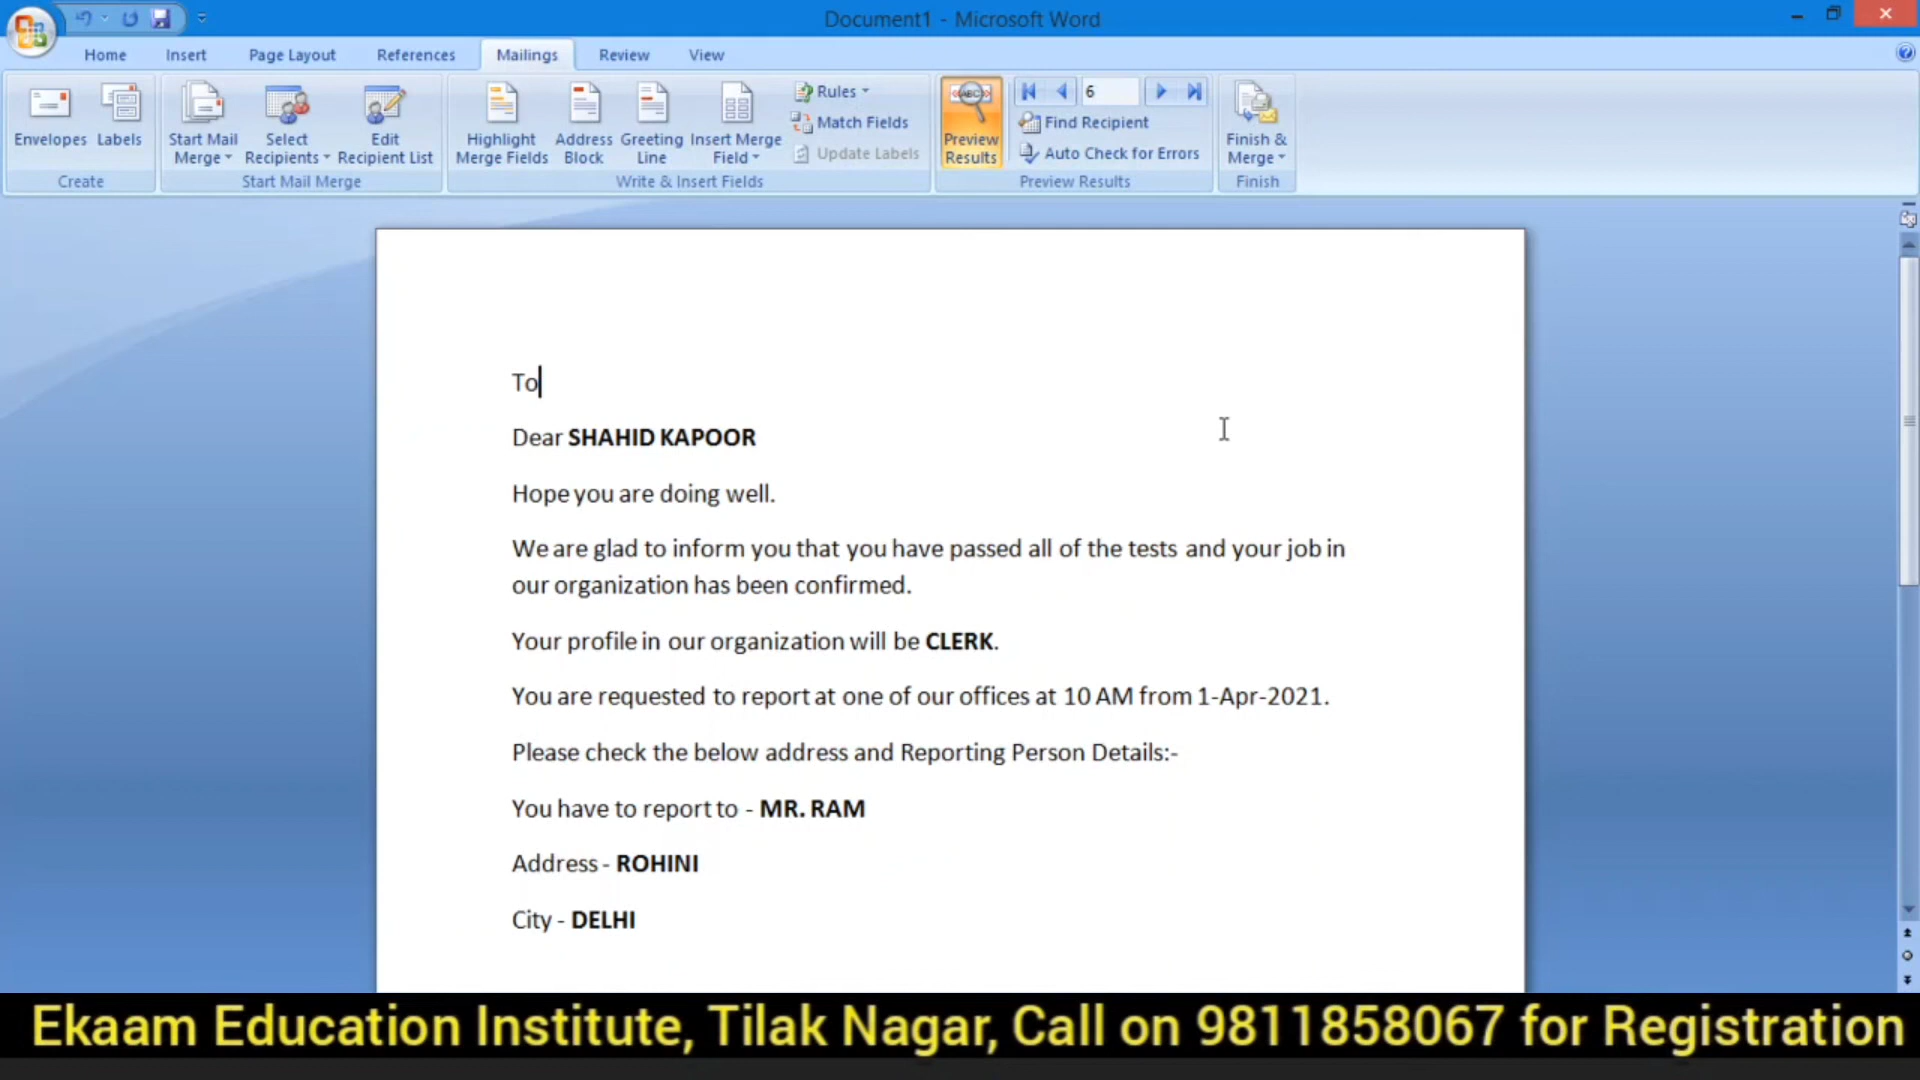 Document1 - Microsoft Word
Home Insert Page Layout References Mailings Review View
Envelopes Labels
Create
Start Mail Merge
Select Recipients
Edit Recipient List
Start Mail Merge
Highlight Merge Fields
Address Block
Greeting Line
Insert Merge Field
Rules
Match Fields
Update Labels
Write & Insert Fields
«ABC»
Preview Results
6
Find Recipient
Auto Check for Errors
Preview Results
Finish & Merge
Finish
To
Dear SHAHID KAPOOR
Hope you are doing well.
We are glad to inform you that you have passed all of the tests and your job in
our organization has been confirmed.
Your profile in our organization will be CLERK.
You are requested to report at one of our offices at 10 AM from 1-Apr-2021.
Please check the below address and Reporting Person Details:-
You have to report to - MR. RAM
Address - ROHINI
City - DELHI
Ekaam Education Institute, Tilak Nagar, Call on 9811858067 for Registration